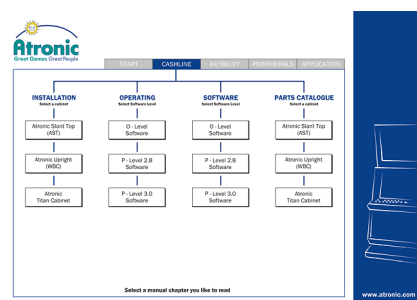 Atronic
Great Games Great People
START CASHLINE HI(X)BILITY PERIPHERALS APPLICATION
INSTALLATION
Select a cabinet
OPERATING
Select Software Level
SOFTWARE
Select Software Level
PARTS CATALOGUE
Select a cabinet
Atronic Slant Top
(AST)
0 - Level
Software
0 - Level
Software
Atronic Slant Top
(AST)
Atronic Upright
(WBC)
P - Level 2.8
Software
P - Level 2.8
Software
Atronic Upright
(WBC)
Atronic
Titan Cabinet
P - Level 3.0
Software
P - Level 3.0
Software
Atronic
Titan Cabinet
Select a manual chapter you like to read
www.atronic.com